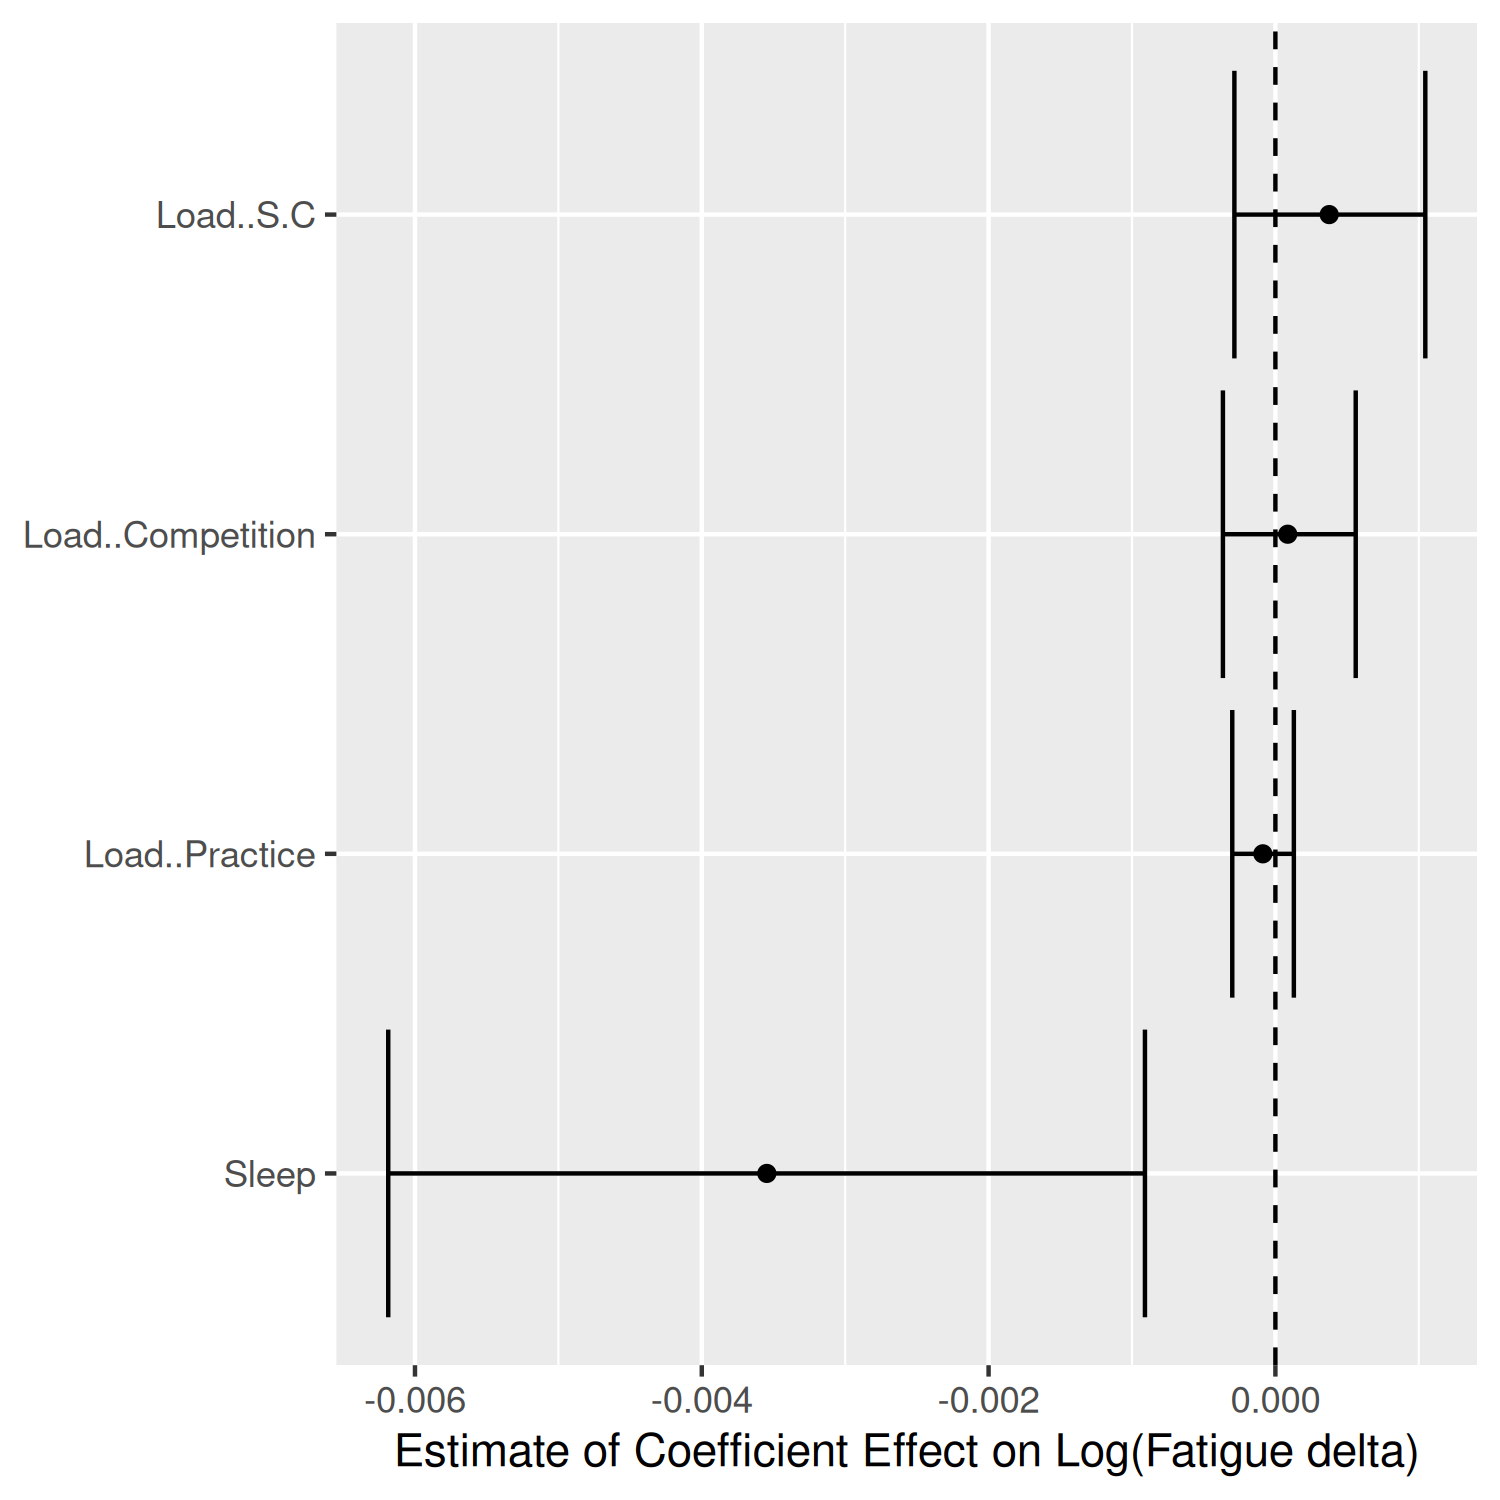 Load..S.C
Load..Competition
Load..Practice
Sleep
-0.006 -0.004 -0.002 0.000
Estimate of Coefficient Effect on Log(Fatigue delta)